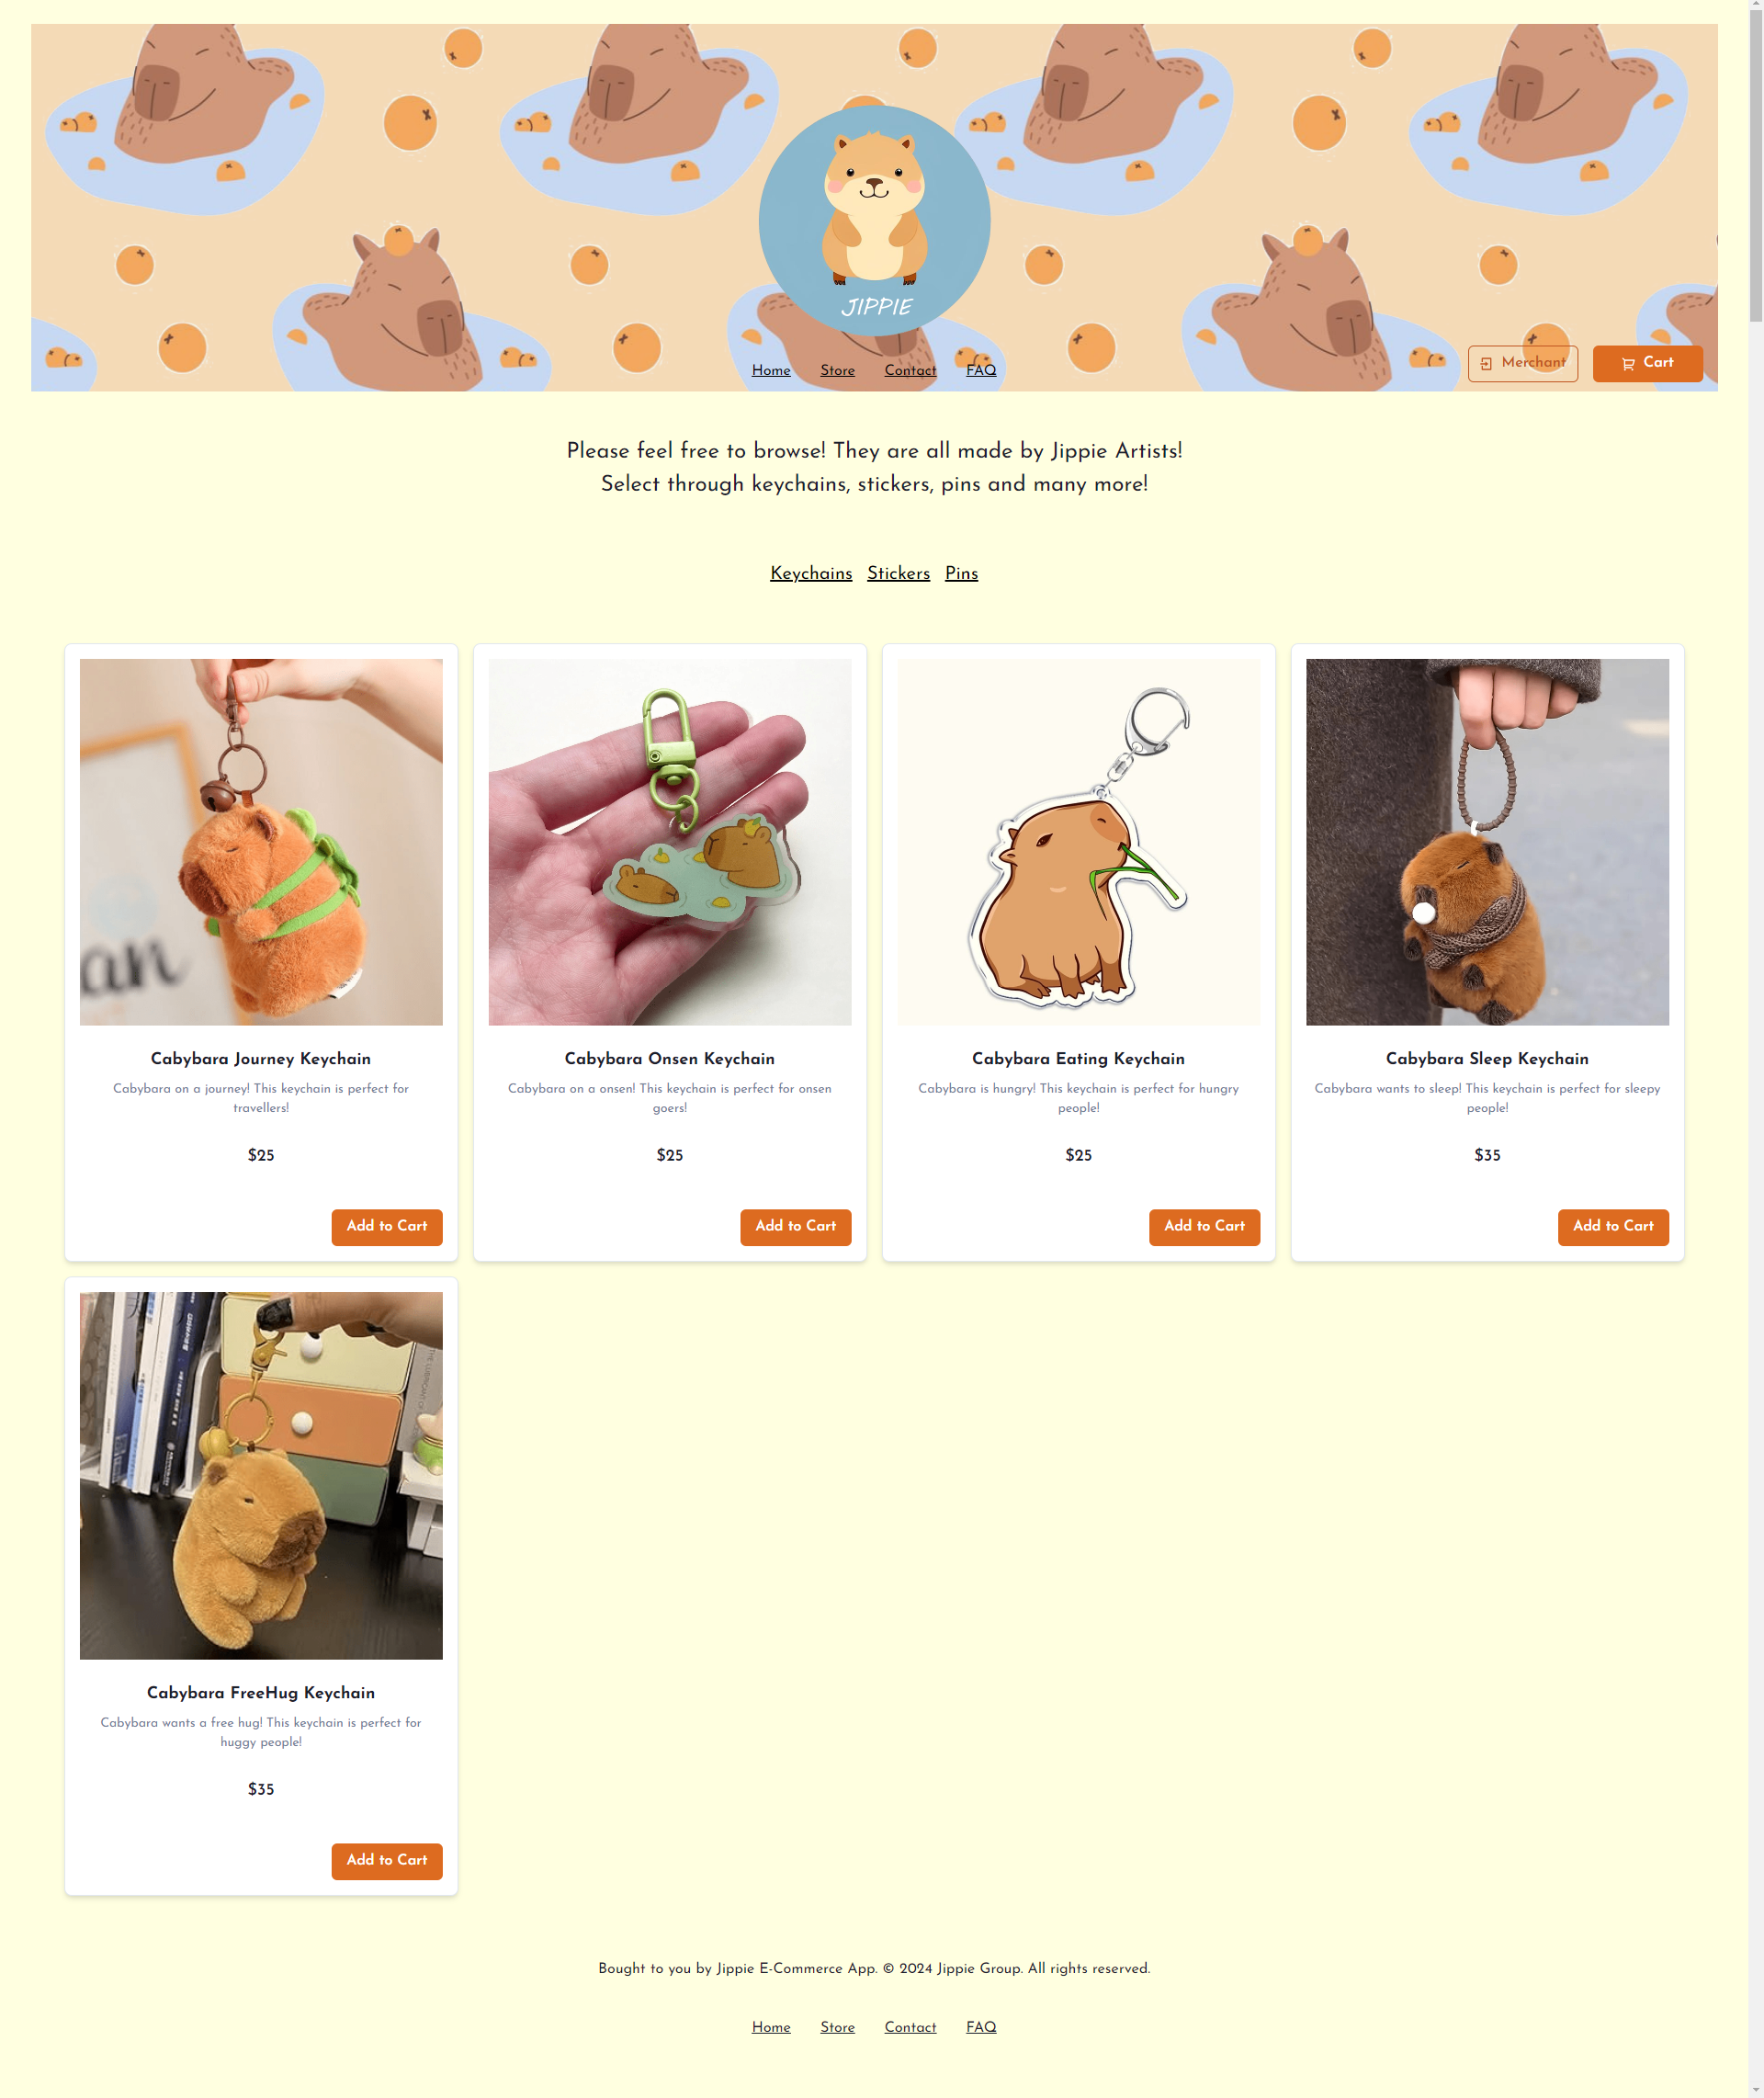 JIPPIE
Home Store Contact FAQ
Merchant
Cart
Please feel free to browse! They are all made by Jippie Artists!
Select through keychains, stickers, pins and many more!
Keychains Stickers Pins
an
Cabybara Journey Keychain
Cabybara on a journey! This keychain is perfect for
travellers!
$25
Add to Cart
Cabybara Onsen Keychain
Cabybara on a onsen! This keychain is perfect for onsen
goers!
$25
Add to Cart
Cabybara Eating Keychain
Cabybara is hungry! This keychain is perfect for hungry
people!
$25
Add to Cart
Cabybara Sleep Keychain
Cabybara wants to sleep! This keychain is perfect for sleepy
people!
$35
Add to Cart
Cabybara FreeHug Keychain
Cabybara wants a free hug! This keychain is perfect for
huggy people!
$35
Add to Cart
Bought to you by Jippie E-Commerce App. © 2024 Jippie Group. All rights reserved.
Home Store Contact FAQ